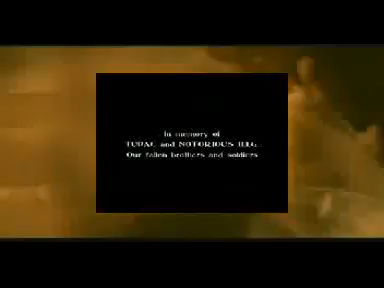 In memory of
TUPAC and NOTORIOUS B.I.G.
Our fallen brothers and soldiers